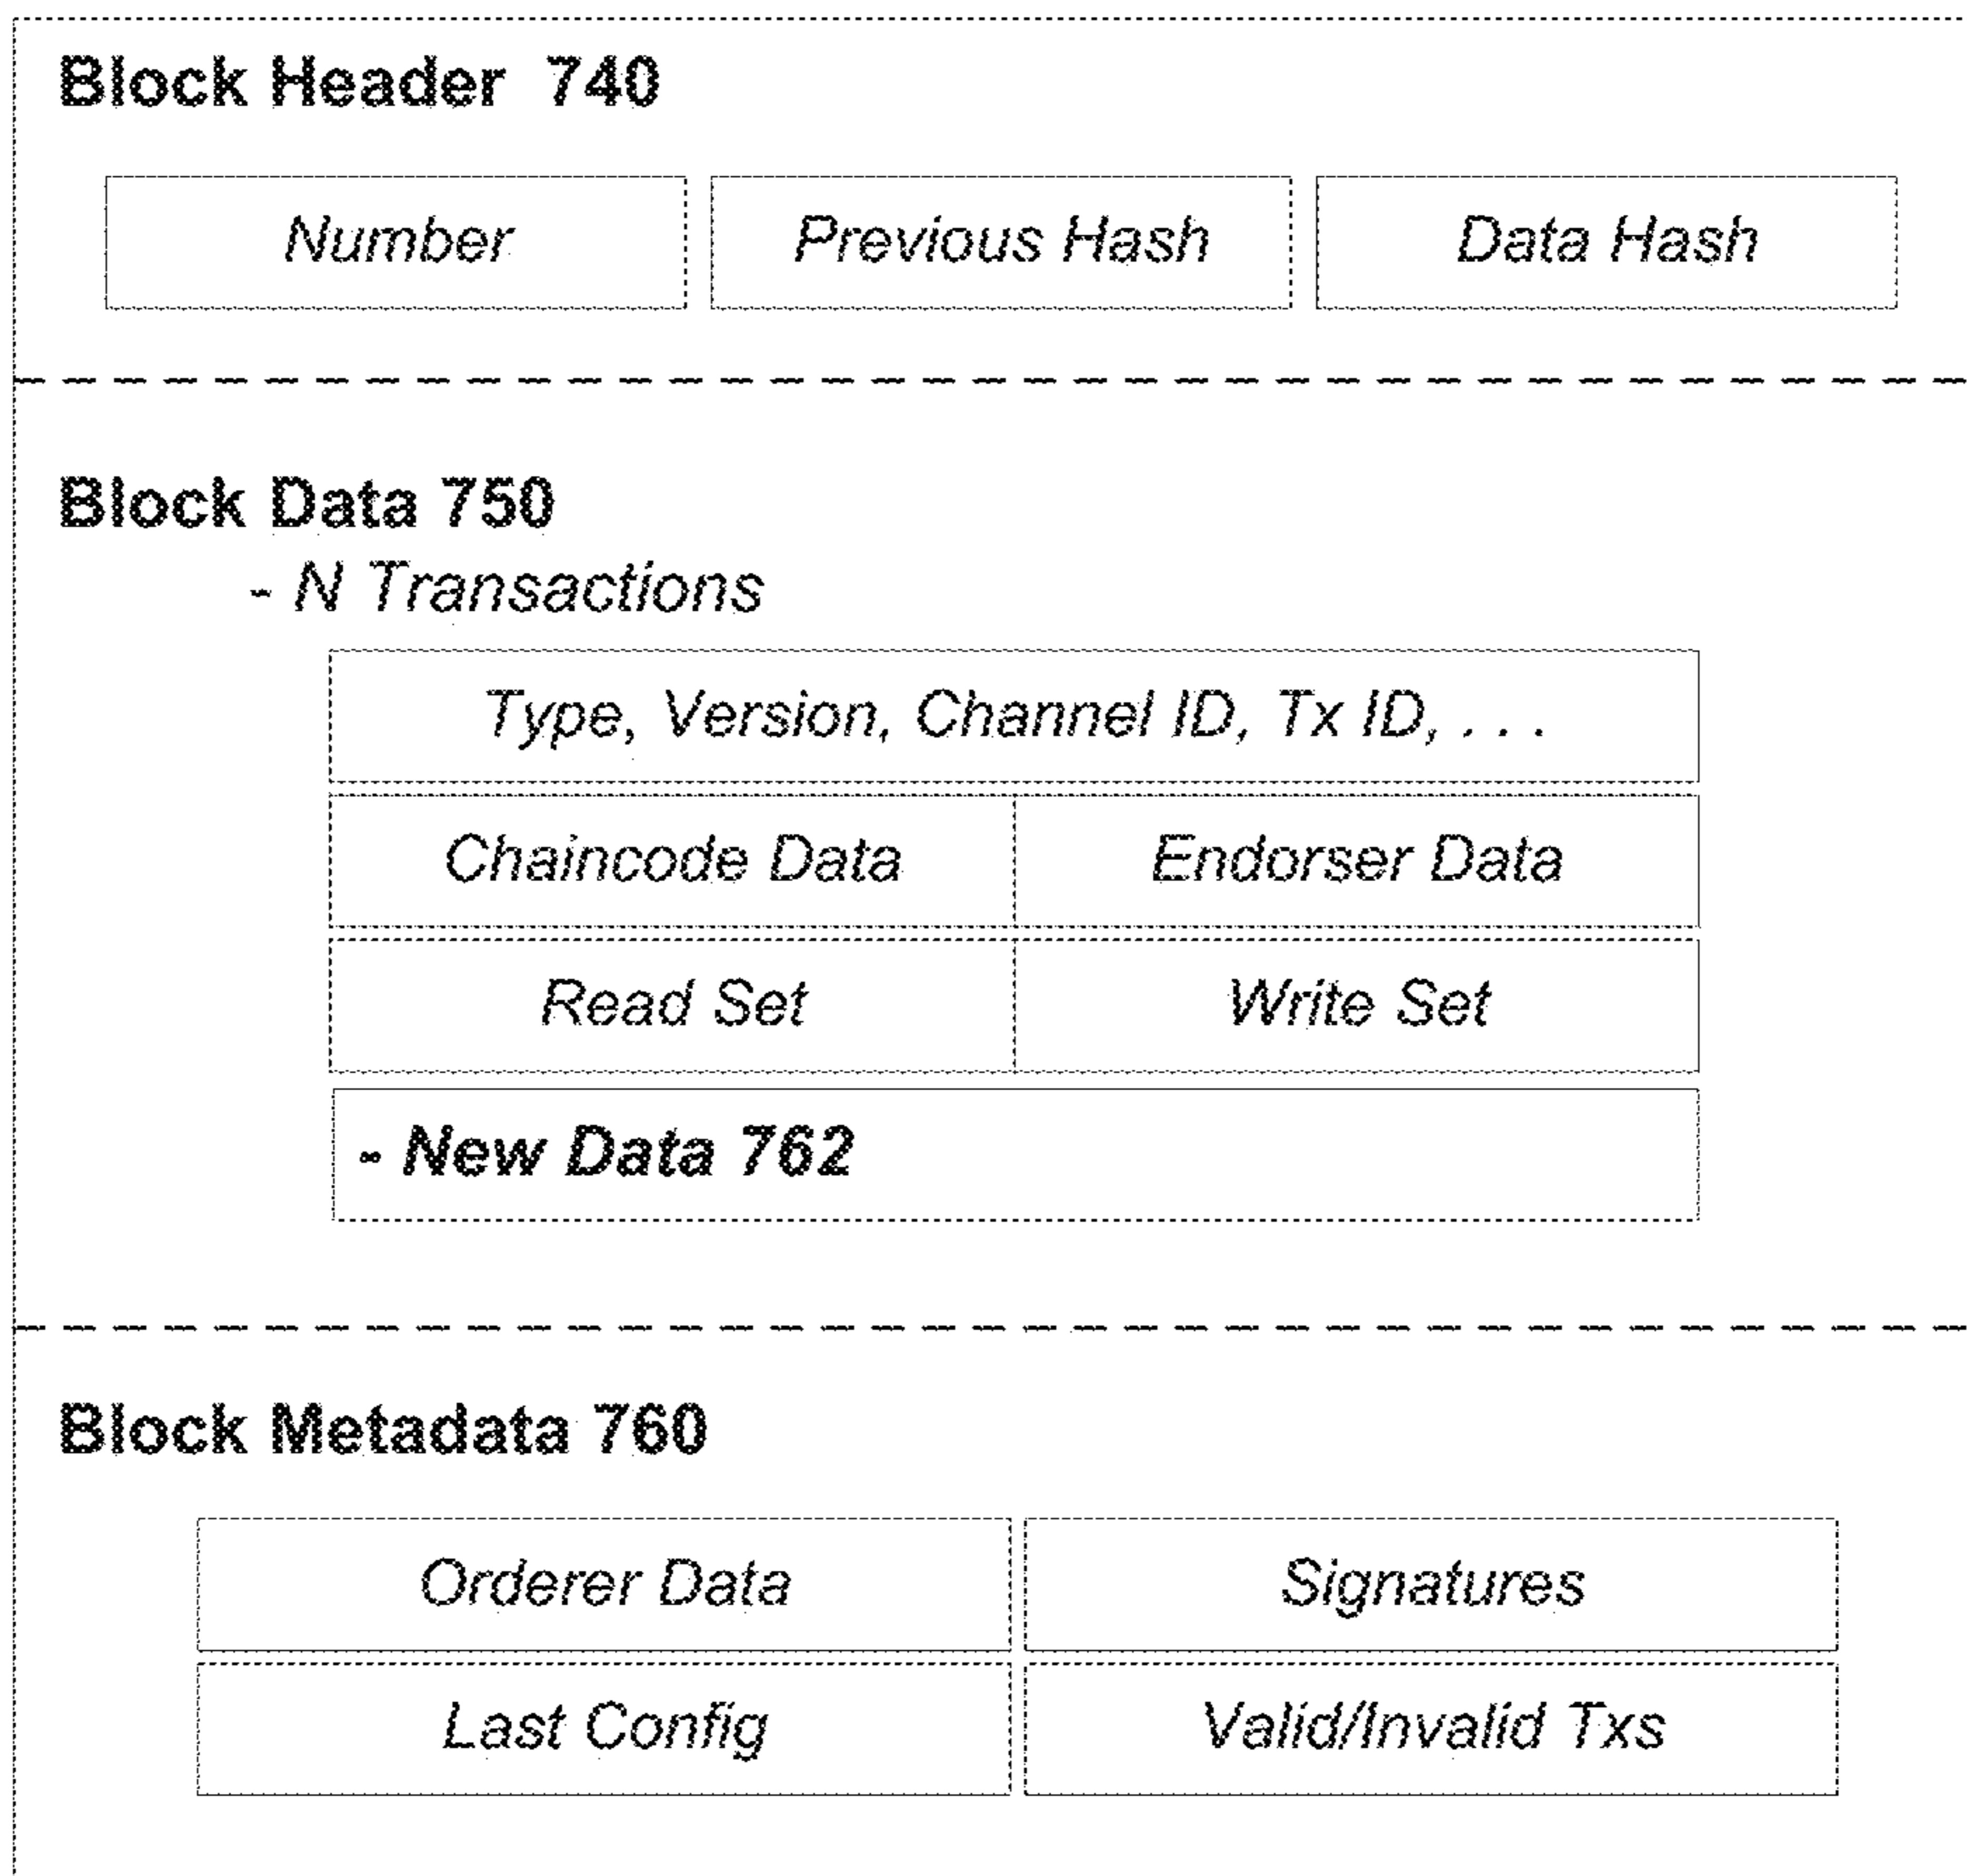 Block Header 740
Number Previous Hash Data Hash
Block Data 750
- N Transactions
Type, Version, Channel ID, Tx ID, . . .
Chaincode Data Endorser Data
Read Set Write Set
- New Data 762
Block Metadata 760
Orderer Data Signatures
Last Config Valid/Invalid Txs